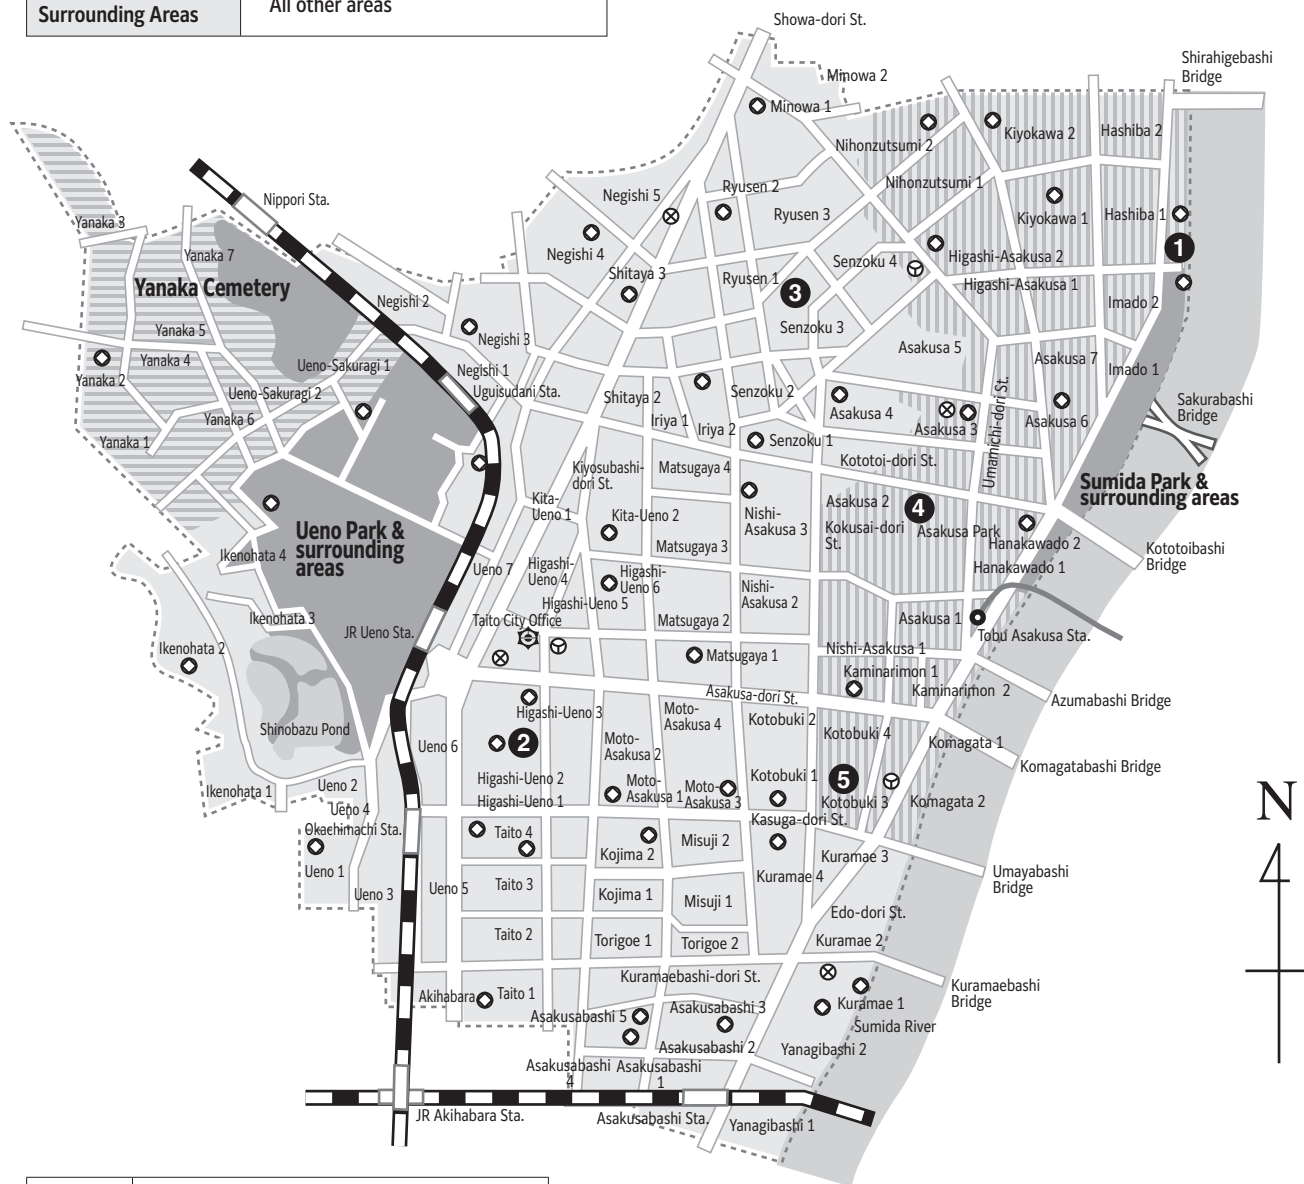 Surrounding Areas
All other areas
Showa-dori St.
Shirahigebashi
Bridge
Minowa 2
Minowa 1
Kiyokawa 2
Hashiba 2
Nihonzutsumi 2
Nihonzutsumi 1
Nippori Sta.
Negishi 5
Ryusen 2
Ryusen 3
Kiyokawa 1
Hashiba 1
Yanaka 3
Yanaka 7
Negishi 4
Shitaya 3
Ryusen 1
Senzoku 4
Higashi-Asakusa 2
Higashi-Asakusa 1
1
Yanaka Cemetery
Negishi 2
3
Imado 2
Yanaka 5
Negishi 3
Senzoku 3
Asakusa 5
Yanaka 4
Ueno-Sakuragi 1
Asakusa 7
Imado 1
Yanaka 2
Negishi 1
Uguisudani Sta.
Ueno-Sakuragi 2
Shitaya 2
Senzoku 2
Asakusa 4
Umamichi-dori St.
Sakurabashi
Bridge
Yanaka 6
Iriya 1
Iriya 2
Asakusa 3
Asakusa 6
Yanaka 1
Senzoku 1
Kototoi-dori St.
Kiyosubashi-
dori St.
Matsugaya 4
Sumida Park &
surrounding areas
Kita-
Ueno 1
Kita-Ueno 2
Nishi-
Asakusa 3
Asakusa 2
4
Kokusai-dori
St.
Asakusa Park
Hanakawado 2
Ueno Park &
surrounding
areas
Ikenohata 4
Matsugaya 3
Kototoibashi
Bridge
Ueno 7
Higashi-
Ueno 4
Higashi-
Ueno 6
Hanakawado 1
Higashi-Ueno 5
Nishi-
Asakusa 2
Ikenohata 3
JR Ueno Sta.
Taito City Office
Matsugaya 2
Asakusa 1
Tobu Asakusa Sta.
Ikenohata 2
Matsugaya 1
Nishi-Asakusa 1
Kaminarimon 1
Kaminarimon 2
Asakusa-dori St.
Azumabashi Bridge
Higashi-Ueno 3
Moto-
Asakusa 4
Kotobuki 2
Shinobazu Pond
Ueno 6
2
Moto-
Asakusa 2
Kotobuki 4
Komagata 1
Komagatabashi Bridge
Ikenohata 1
Ueno 2
Higashi-Ueno 2
Moto-
Asakusa 1
Moto-
Asakusa 3
Kotobuki 1
5
Kotobuki 3
Komagata 2
N
Ueno 4
Higashi-Ueno 1
Okachimachi Sta.
Kasuga-dori St.
Taito 4
Kojima 2
Misuji 2
Kuramae 3
Ueno 1
Kuramae 4
Umayabashi
Bridge
Ueno 3
Ueno 5
Taito 3
Kojima 1
Misuji 1
Edo-dori St.
Taito 2
Torigoe 1
Torigoe 2
Kuramae 2
Kuramaebashi-dori St.
Kuramaebashi
Bridge
Akihabara
Taito 1
Asakusabashi 5
Asakusabashi 3
Kuramae 1
Sumida River
Asakusabashi 2
Yanagibashi 2
Asakusabashi
4
Asakusabashi
1
JR Akihabara Sta.
Asakusabashi Sta.
Yanagibashi 1